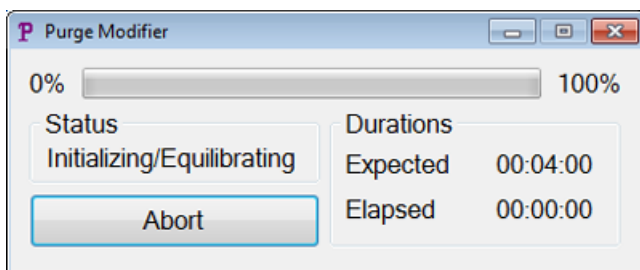 P Purge Modifier
0% 100%
Status
Initializing/Equilibrating
Abort
Durations
Expected 00:04:00
Elapsed 00:00:00